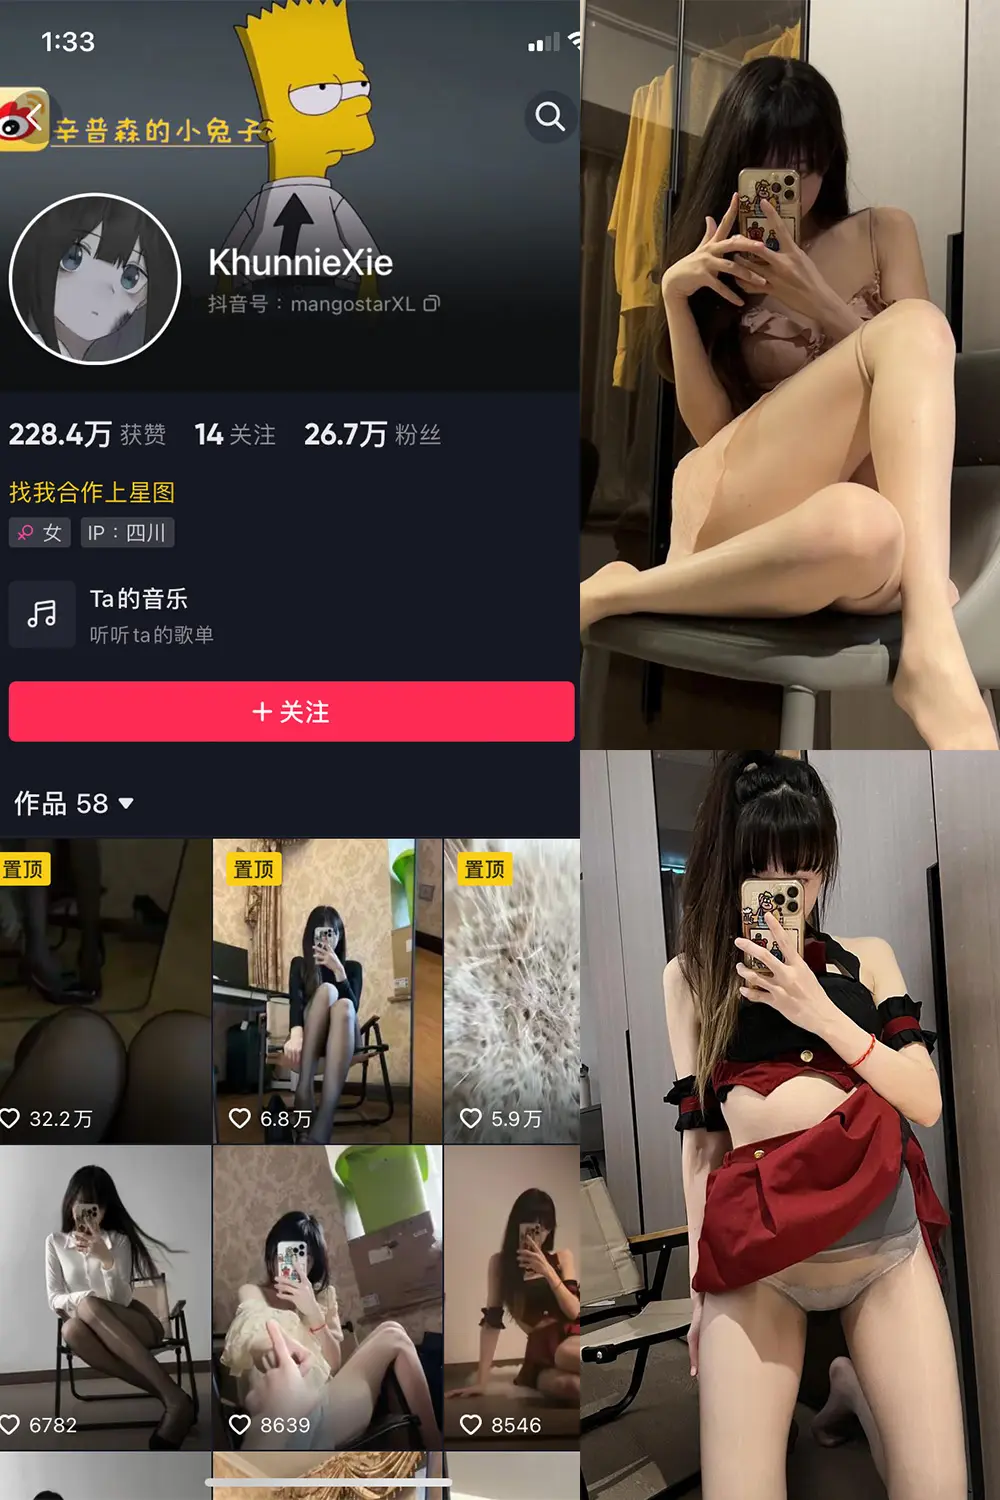 1:33
辛普森的小兔子
KhunnieXie
抖音号：mangostarXL
228.4万 获赞 14 关注 26.7万 粉丝
找我合作上星图
女 IP：四川
Ta的音乐
听听ta的歌单
+ 关注
作品 58
置顶 置顶 置顶
32.2万 6.8万 5.9万
6782 8639 8546